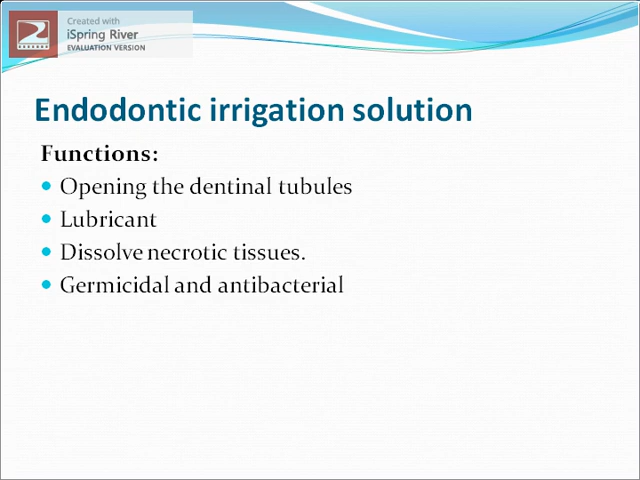 Created with
iSpring River
EVALUATION VERSION
Endodontic irrigation solution
Functions:
Opening the dentinal tubules
Lubricant
Dissolve necrotic tissues.
Germicidal and antibacterial